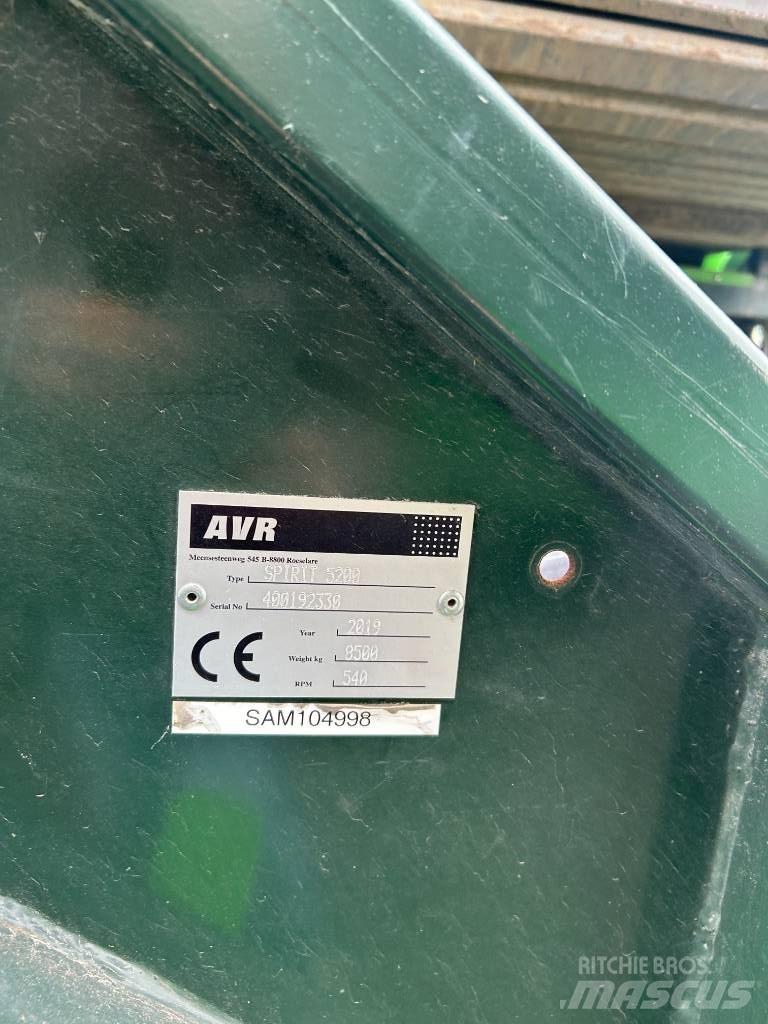 AVR
Meensesteenweg 545 B-8800 Roeselare
Type SPIRIT 5200
Serial No 400192330
CE
Year 2019
Weight kg 8500
RPM 540
SAM104998
RITCHIE BROS.
MASCUS